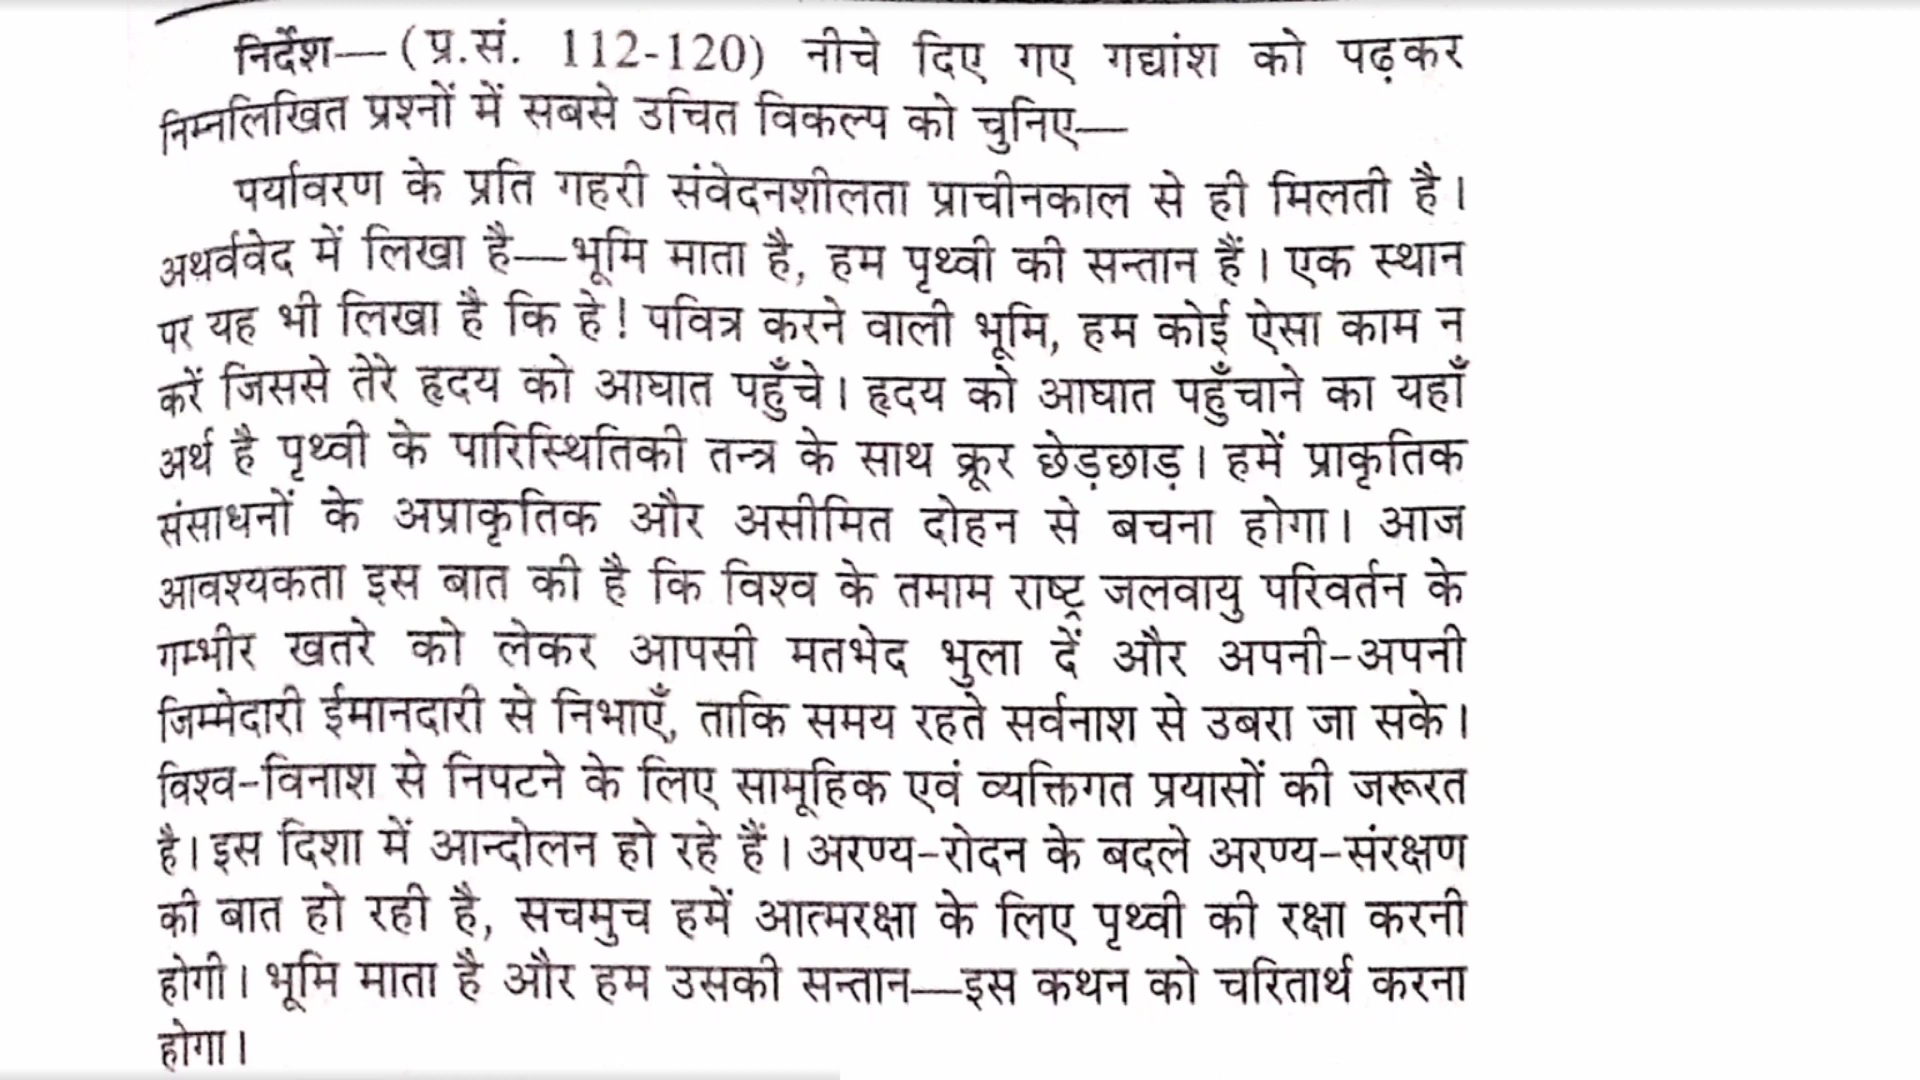 निर्देश—(प्र.सं. 112-120) नीचे दिए गए गद्यांश को पढ़कर
निम्नलिखित प्रश्नों में सबसे उचित विकल्प को चुनिए—
पर्यावरण के प्रति गहरी संवेदनशीलता प्राचीनकाल से ही मिलती है।
अथर्ववेद में लिखा है—भूमि माता है, हम पृथ्वी की सन्तान हैं। एक स्थान
पर यह भी लिखा है कि हे! पवित्र करने वाली भूमि, हम कोई ऐसा काम न
करें जिससे तेरे हृदय को आघात पहुँचे। हृदय को आघात पहुँचाने का यहाँ
अर्थ है पृथ्वी के पारिस्थितिकी तन्त्र के साथ क्रूर छेड़छाड़। हमें प्राकृतिक
संसाधनों के अप्राकृतिक और असीमित दोहन से बचना होगा। आज
आवश्यकता इस बात की है कि विश्व के तमाम राष्ट्र जलवायु परिवर्तन के
गम्भीर खतरे को लेकर आपसी मतभेद भुला दें और अपनी-अपनी
जिम्मेदारी ईमानदारी से निभाएँ, ताकि समय रहते सर्वनाश से उबरा जा सके।
विश्व-विनाश से निपटने के लिए सामूहिक एवं व्यक्तिगत प्रयासों की जरूरत
है। इस दिशा में आन्दोलन हो रहे हैं। अरण्य-रोदन के बदले अरण्य-संरक्षण
की बात हो रही है, सचमुच हमें आत्मरक्षा के लिए पृथ्वी की रक्षा करनी
होगी। भूमि माता है और हम उसकी सन्तान—इस कथन को चरितार्थ करना
होगा।